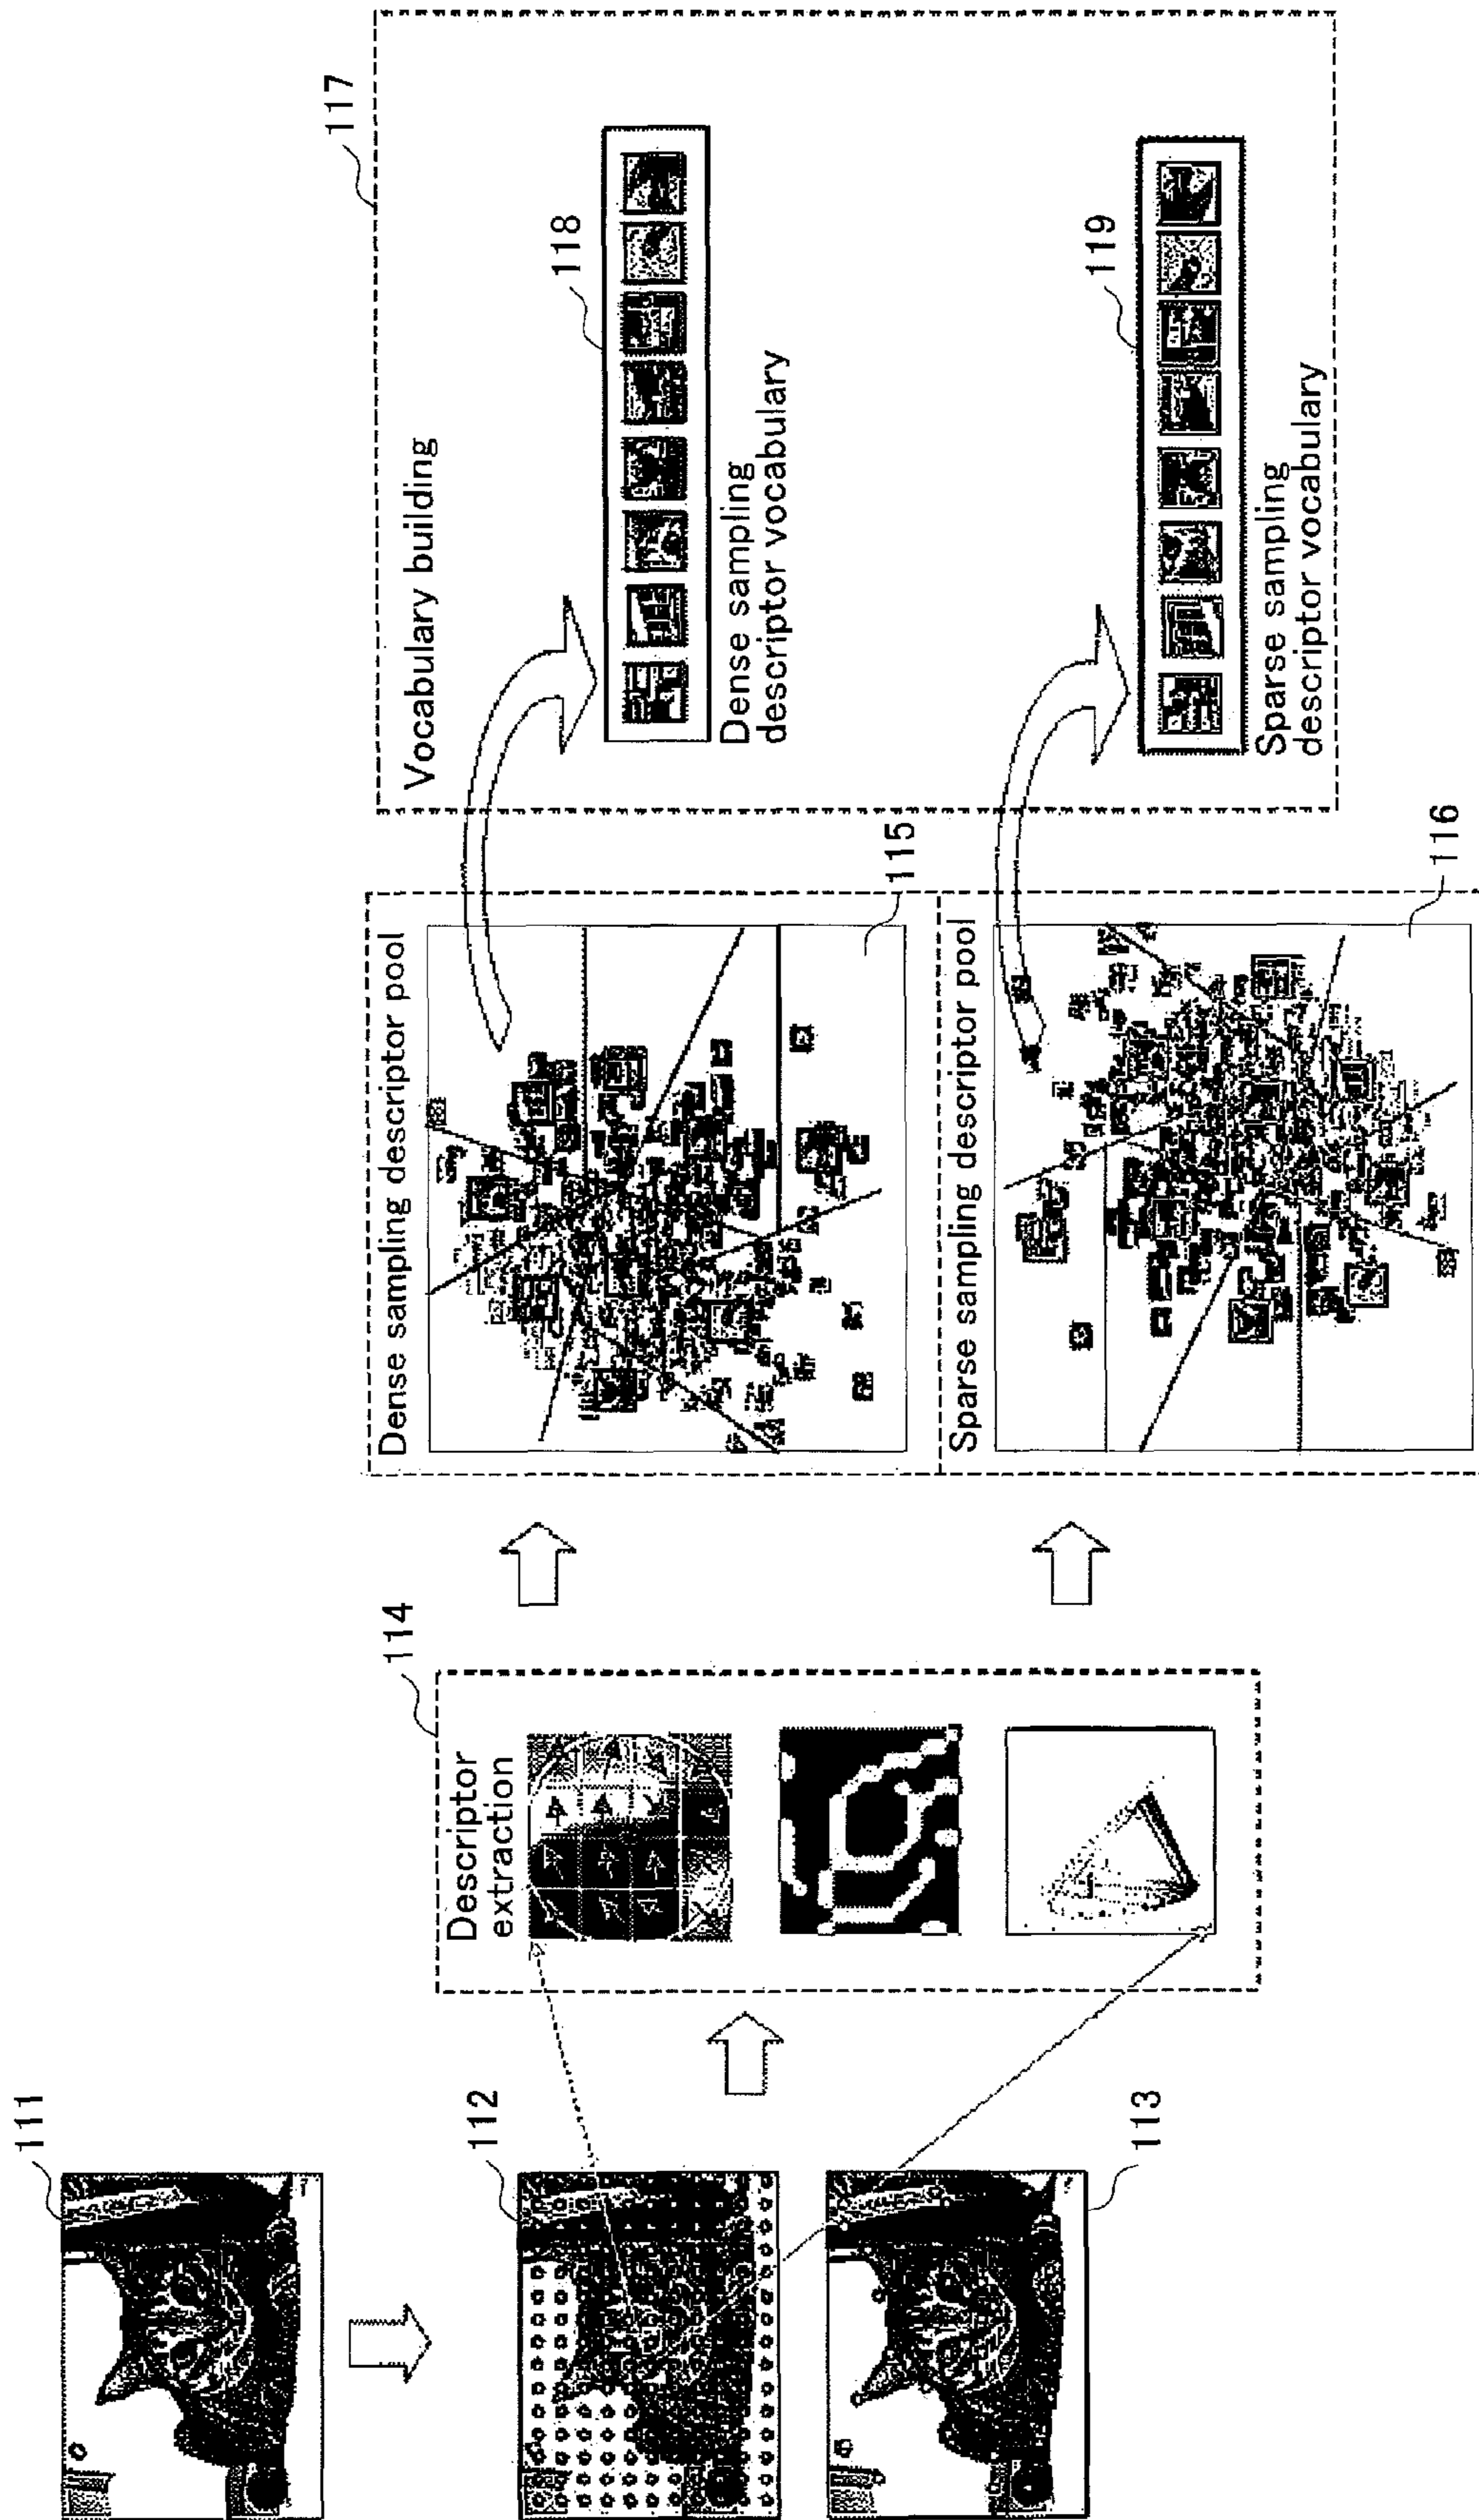 111
112
113
114
Descriptor
extraction
Dense sampling descriptor pool
115
Sparse sampling descriptor pool
116
117
Vocabulary building
118
Dense sampling
descriptor vocabulary
119
Sparse sampling
descriptor vocabulary